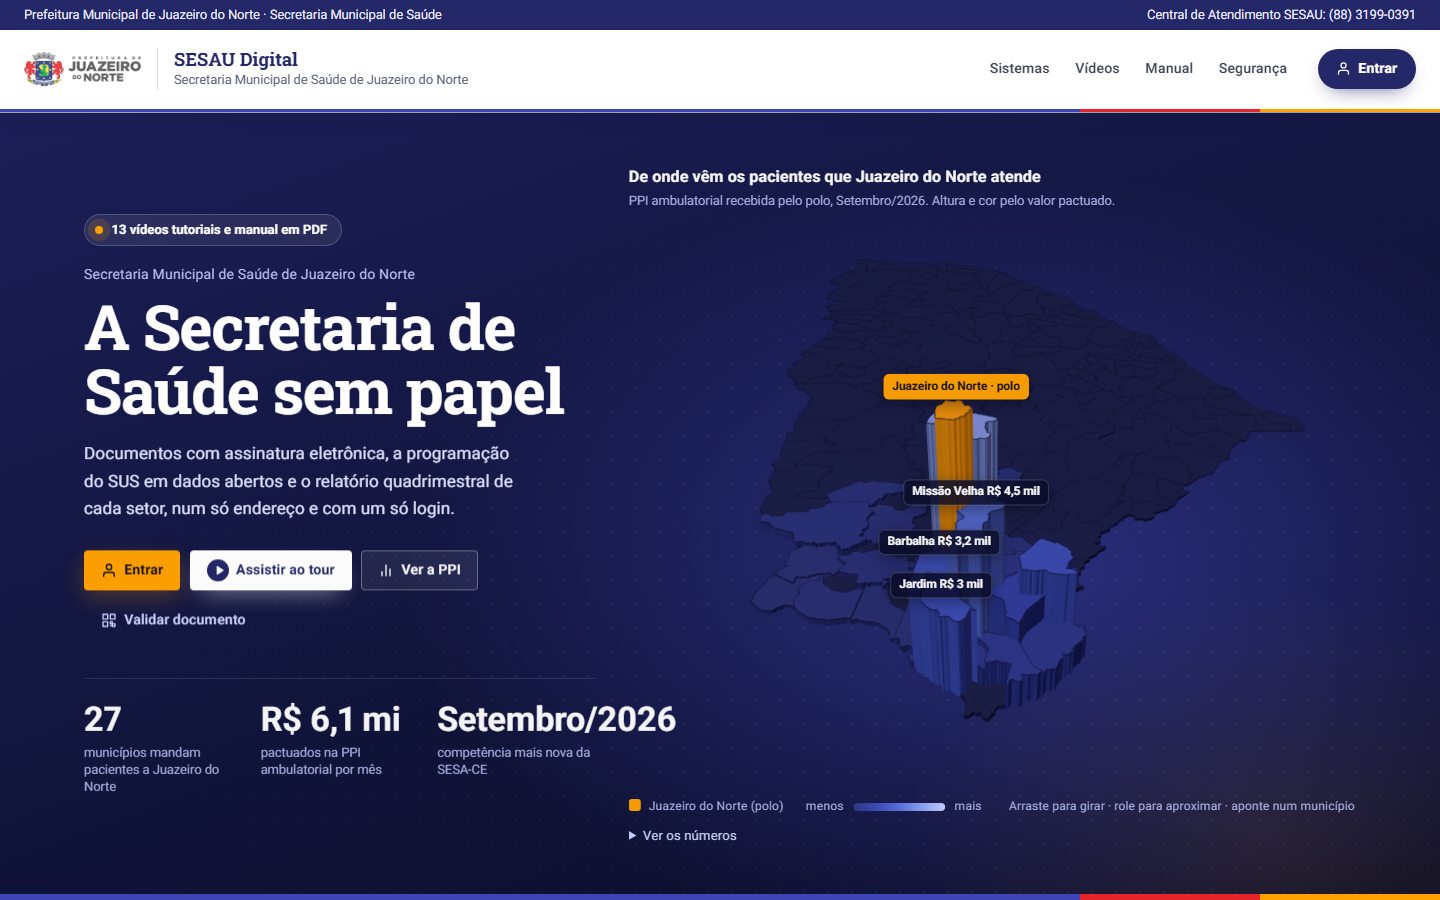 Prefeitura Municipal de Juazeiro do Norte · Secretaria Municipal de Saúde
Central de Atendimento SESAU: (88) 3199-0391
PREFEITURA DE
JUAZEIRO
DO NORTE
SESAU Digital
Secretaria Municipal de Saúde de Juazeiro do Norte
Sistemas
Vídeos
Manual
Segurança
Entrar
13 vídeos tutoriais e manual em PDF
Secretaria Municipal de Saúde de Juazeiro do Norte
A Secretaria de
Saúde sem papel
Documentos com assinatura eletrônica, a programação
do SUS em dados abertos e o relatório quadrimestral de
cada setor, num só endereço e com um só login.
Entrar
Assistir ao tour
Ver a PPI
Validar documento
27
municípios mandam
pacientes a Juazeiro do
Norte
R$ 6,1 mi
pactuados na PPI
ambulatorial por mês
Setembro/2026
competência mais nova da
SESA-CE
De onde vêm os pacientes que Juazeiro do Norte atende
PPI ambulatorial recebida pelo polo, Setembro/2026. Altura e cor pelo valor pactuado.
Juazeiro do Norte · polo
Missão Velha R$ 4,5 mil
Barbalha R$ 3,2 mil
Jardim R$ 3 mil
Juazeiro do Norte (polo)
menos
mais
Arraste para girar · role para aproximar · aponte num município
Ver os números